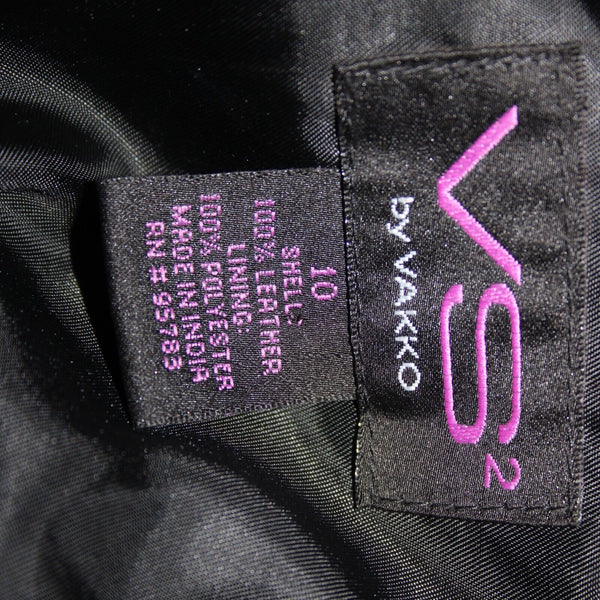 VS2
by VAKKO
10
SHELL:
100% LEATHER
LINING:
100% POLYESTER
MADE IN INDIA
RN # 95783